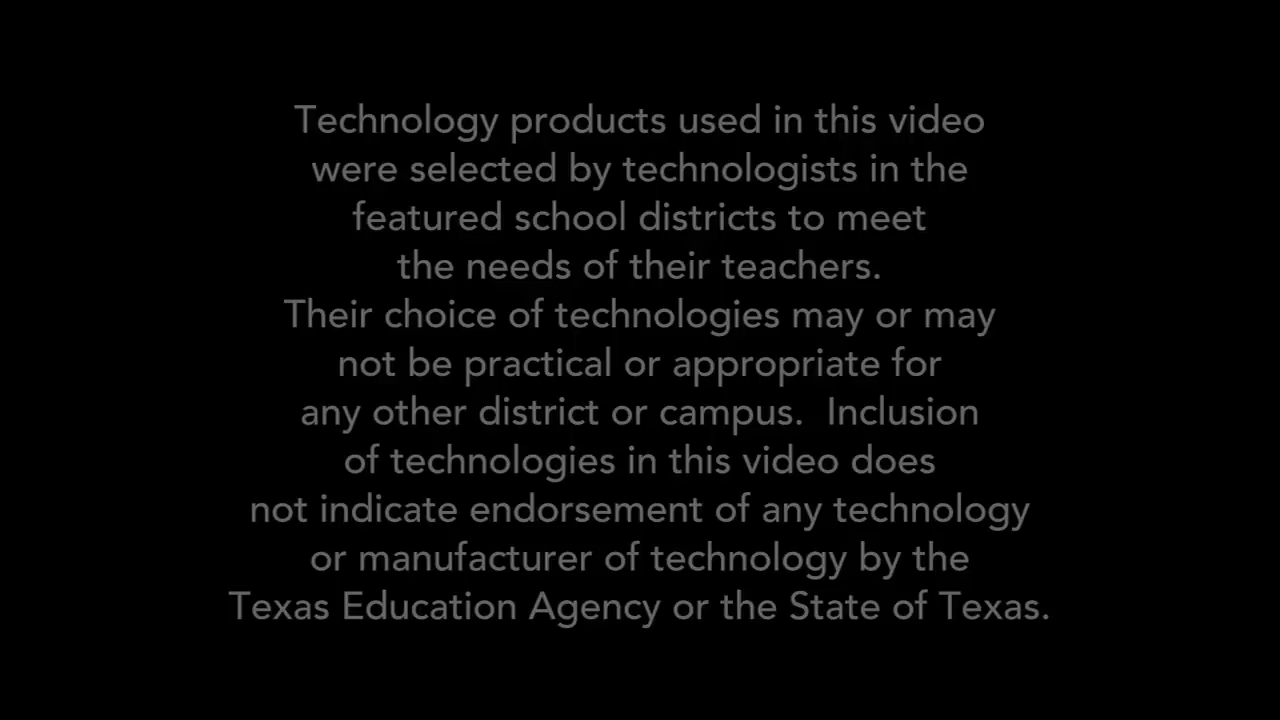 Technology products used in this video
were selected by technologists in the
featured school districts to meet
the needs of their teachers.
Their choice of technologies may or may
not be practical or appropriate for
any other district or campus.  Inclusion
of technologies in this video does
not indicate endorsement of any technology
or manufacturer of technology by the
Texas Education Agency or the State of Texas.